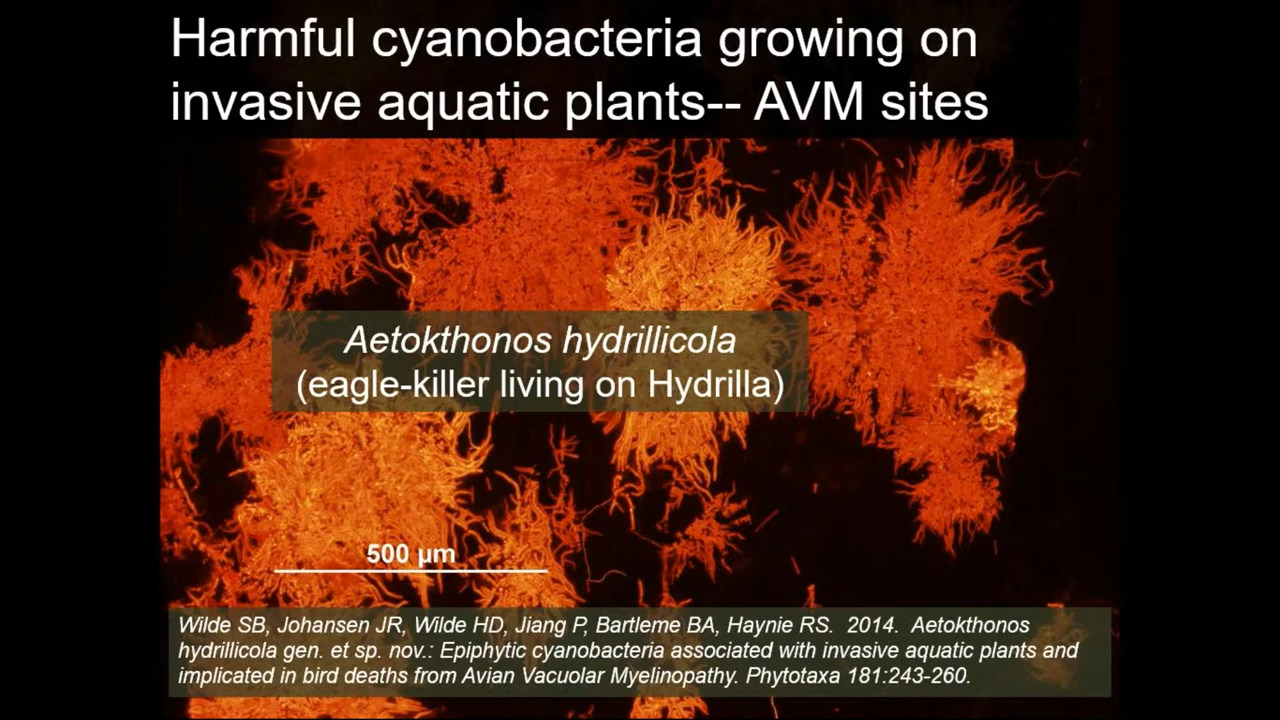 Harmful cyanobacteria growing on
invasive aquatic plants-- AVM sites
Aetokthonos hydrillicola
(eagle-killer living on Hydrilla)
500 µm
Wilde SB, Johansen JR, Wilde HD, Jiang P, Bartleme BA, Haynie RS.  2014.  Aetokthonos
hydrillicola gen. et sp. nov.: Epiphytic cyanobacteria associated with invasive aquatic plants and
implicated in bird deaths from Avian Vacuolar Myelinopathy. Phytotaxa 181:243-260.